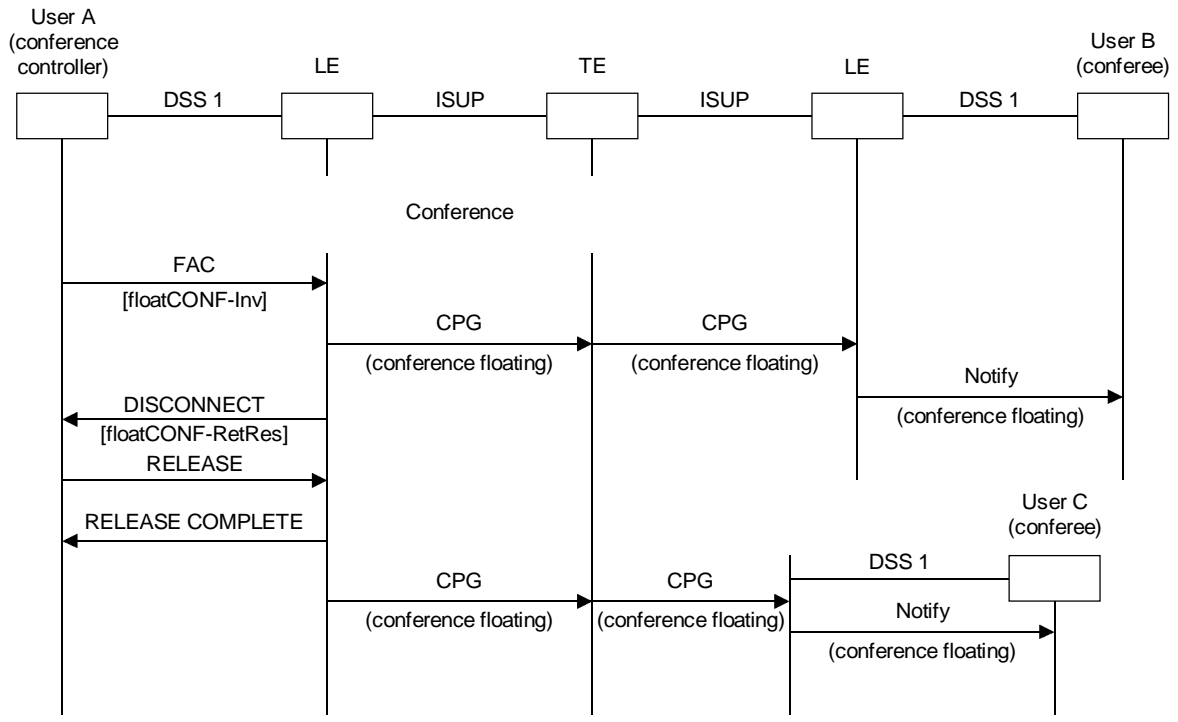 User A
(conference
controller)
LE
TE
LE
User B
(conferee)
DSS 1
ISUP
ISUP
DSS 1
Conference
FAC
[floatCONF-Inv]
CPG
(conference floating)
CPG
(conference floating)
Notify
(conference floating)
DISCONNECT
[floatCONF-RetRes]
RELEASE
RELEASE COMPLETE
User C
(conferee)
DSS 1
CPG
(conference floating)
CPG
(conference floating)
Notify
(conference floating)